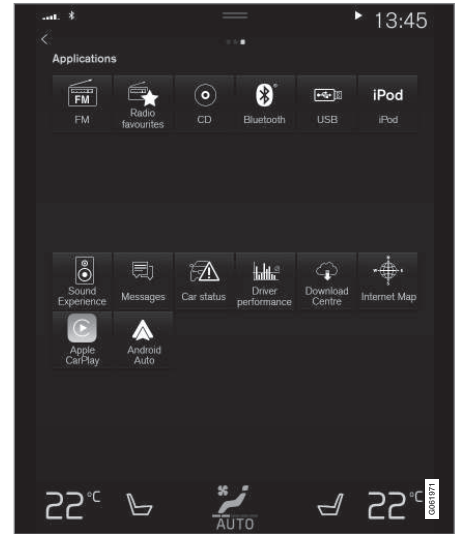 13:45
Applications
FM
iPod
FM
Radio
favourites
CD
Bluetooth
USB
iPod
Sound
Experience
Messages
Car status
Driver
performance
Download
Centre
Internet Map
Apple
CarPlay
Android
Auto
22°C
AUTO
22°C
G061971